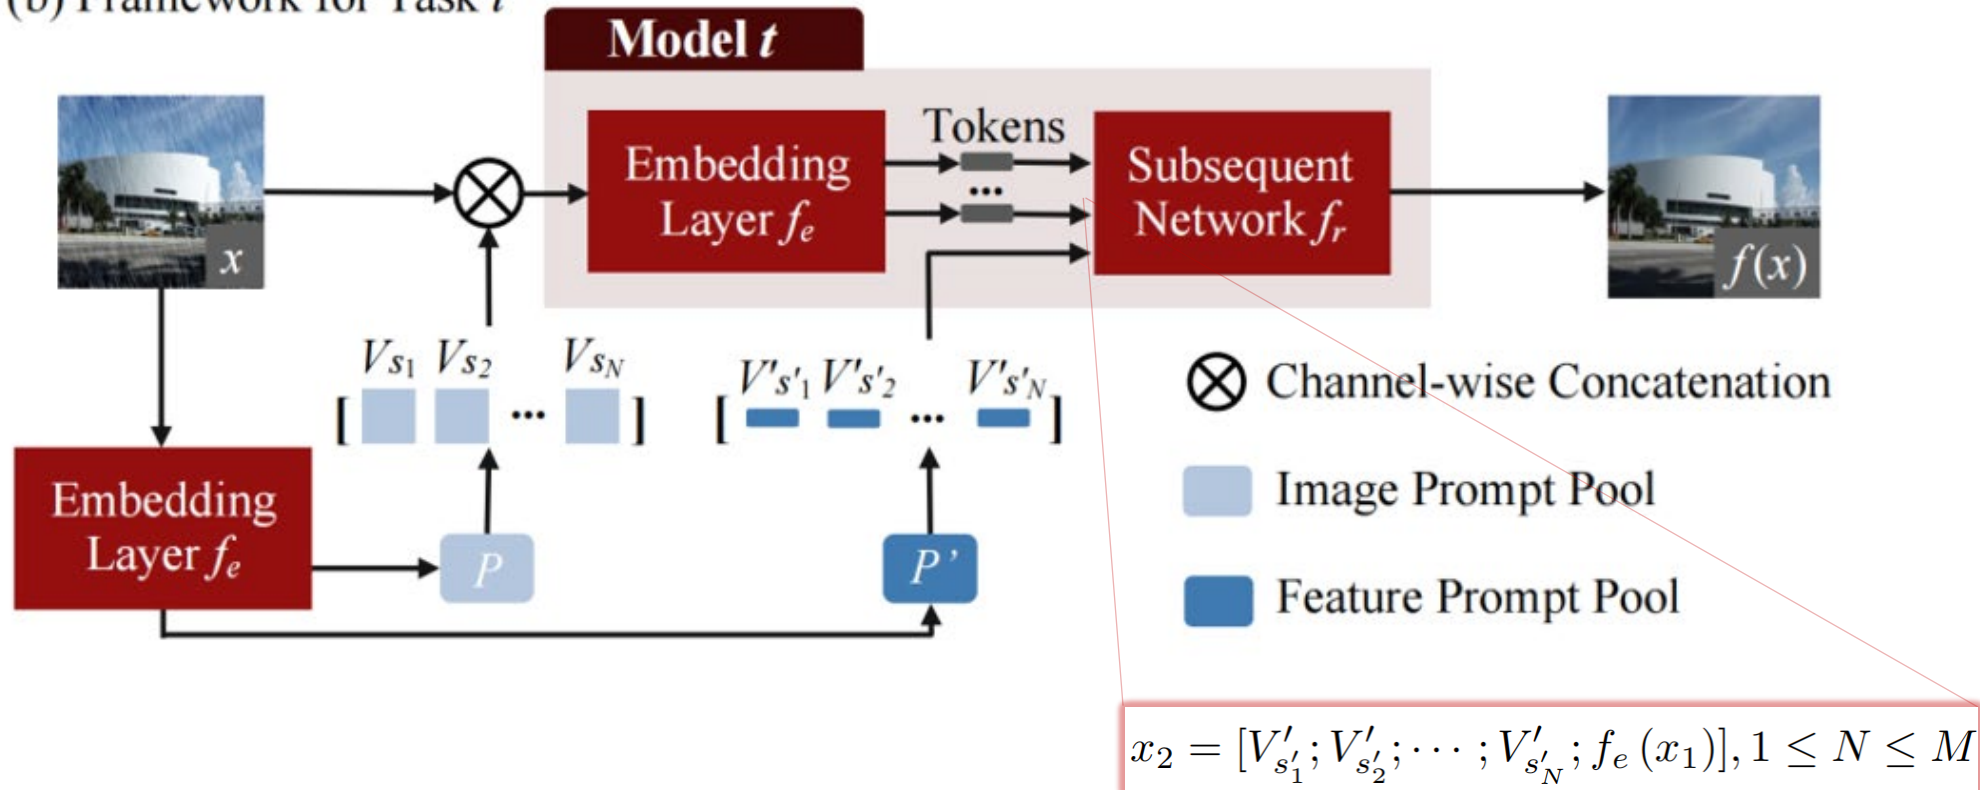 (b) Framework for Task t
Model t
x
Embedding
Layer fₑ
Tokens
...
Subsequent
Network fᵣ
f(x)
Vs₁ Vs₂ VsN
[ ... ]
V's'₁ V's'₂ V's'N
[ ... ]
Channel-wise Concatenation
Image Prompt Pool
Feature Prompt Pool
Embedding
Layer fₑ
P
P'
x₂ = [V′s′₁; V′s′₂; ··· ; V′s′N; fₑ (x₁)], 1 ≤ N ≤ M